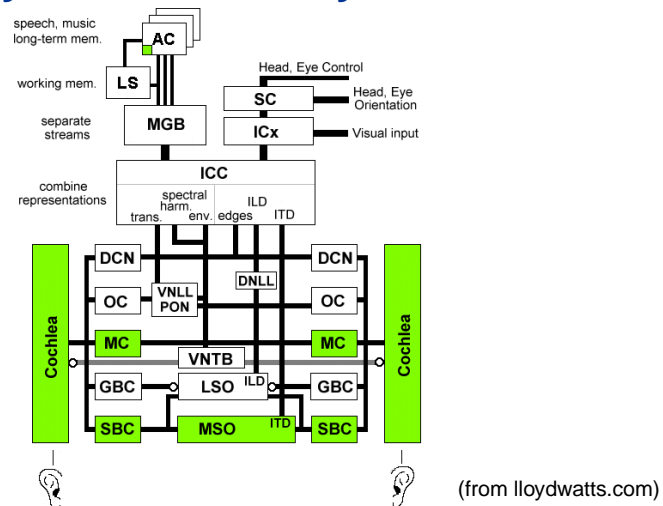 speech, music
long-term mem.
AC
working mem.
LS
Head, Eye Control
SC
Head, Eye
Orientation
separate
streams
MGB
ICx
Visual input
ICC
combine
representations
spectral
harm.
trans.
env.
edges
ILD
ITD
DCN
DCN
DNLL
OC
VNLL
PON
OC
Cochlea
MC
MC
Cochlea
VNTB
GBC
LSO
ILD
GBC
SBC
MSO
ITD
SBC
(from lloydwatts.com)